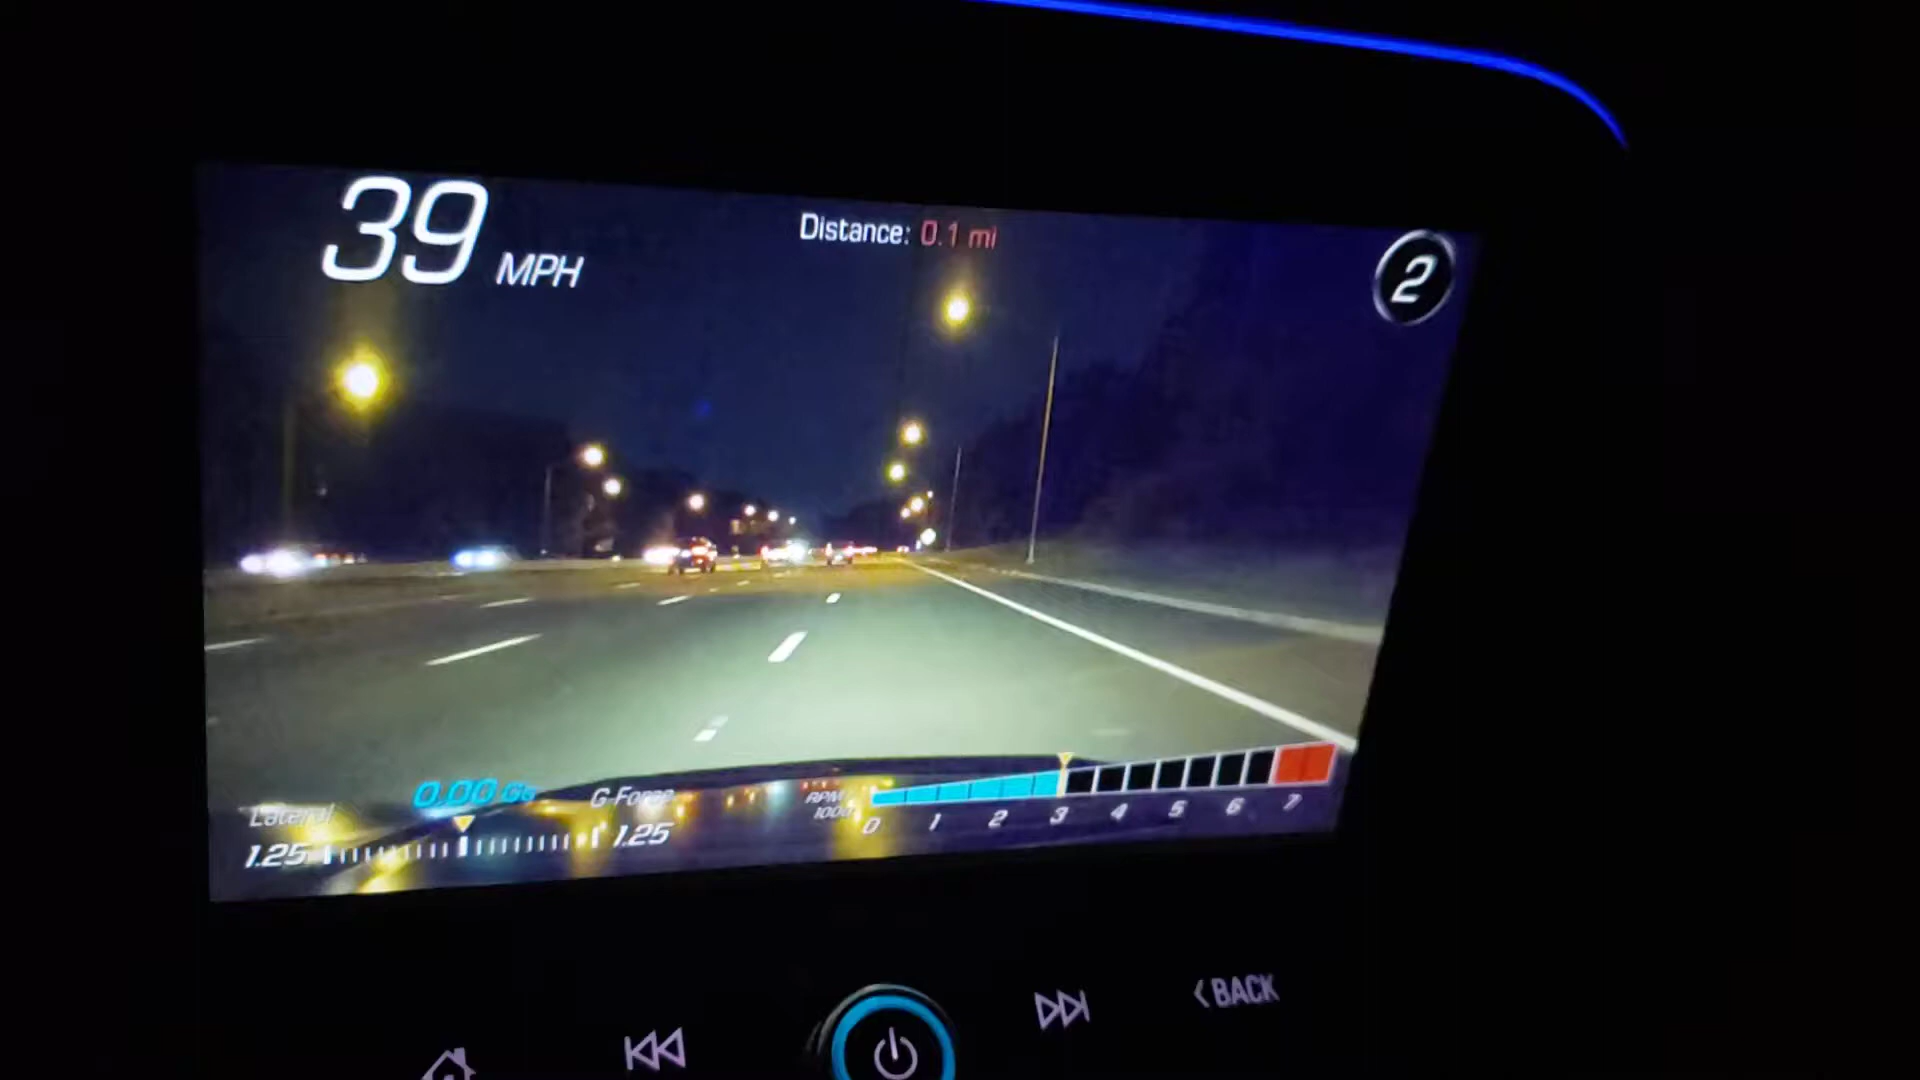 39 MPH
Distance: 0.1 mi
2
0.00 Gs
Lateral G-Force
1.25 1.25
RPM
1000
0 1 2 3 4 5 6 7
< BACK